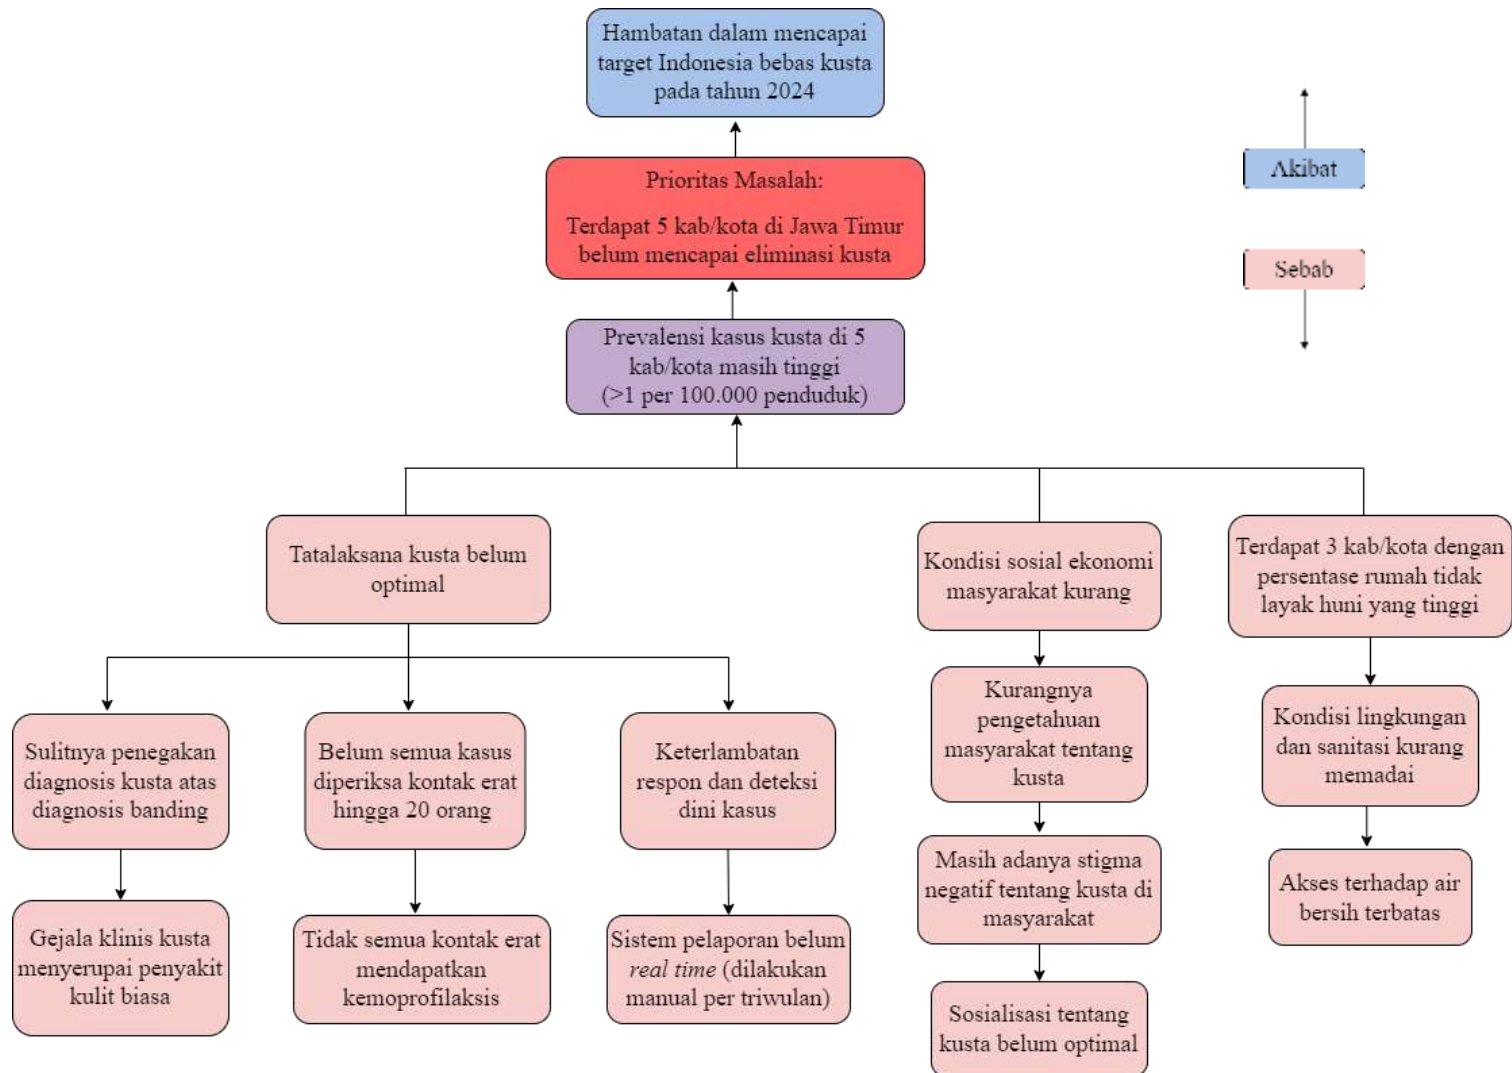 Hambatan dalam mencapai
target Indonesia bebas kusta
pada tahun 2024
Akibat
Prioritas Masalah:
Terdapat 5 kab/kota di Jawa Timur
belum mencapai eliminasi kusta
Sebab
Prevalensi kasus kusta di 5
kab/kota masih tinggi
(>1 per 100.000 penduduk)
Tatalaksana kusta belum
optimal
Kondisi sosial ekonomi
masyarakat kurang
Terdapat 3 kab/kota dengan
persentase rumah tidak
layak huni yang tinggi
Sulitnya penegakan
diagnosis kusta atas
diagnosis banding
Belum semua kasus
diperiksa kontak erat
hingga 20 orang
Keterlambatan
respon dan deteksi
dini kasus
Kurangnya
pengetahuan
masyarakat tentang
kusta
Kondisi lingkungan
dan sanitasi kurang
memadai
Gejala klinis kusta
menyerupai penyakit
kulit biasa
Tidak semua kontak erat
mendapatkan
kemoprofilaksis
Sistem pelaporan belum
real time (dilakukan
manual per triwulan)
Masih adanya stigma
negatif tentang kusta di
masyarakat
Akses terhadap air
bersih terbatas
Sosialisasi tentang
kusta belum optimal